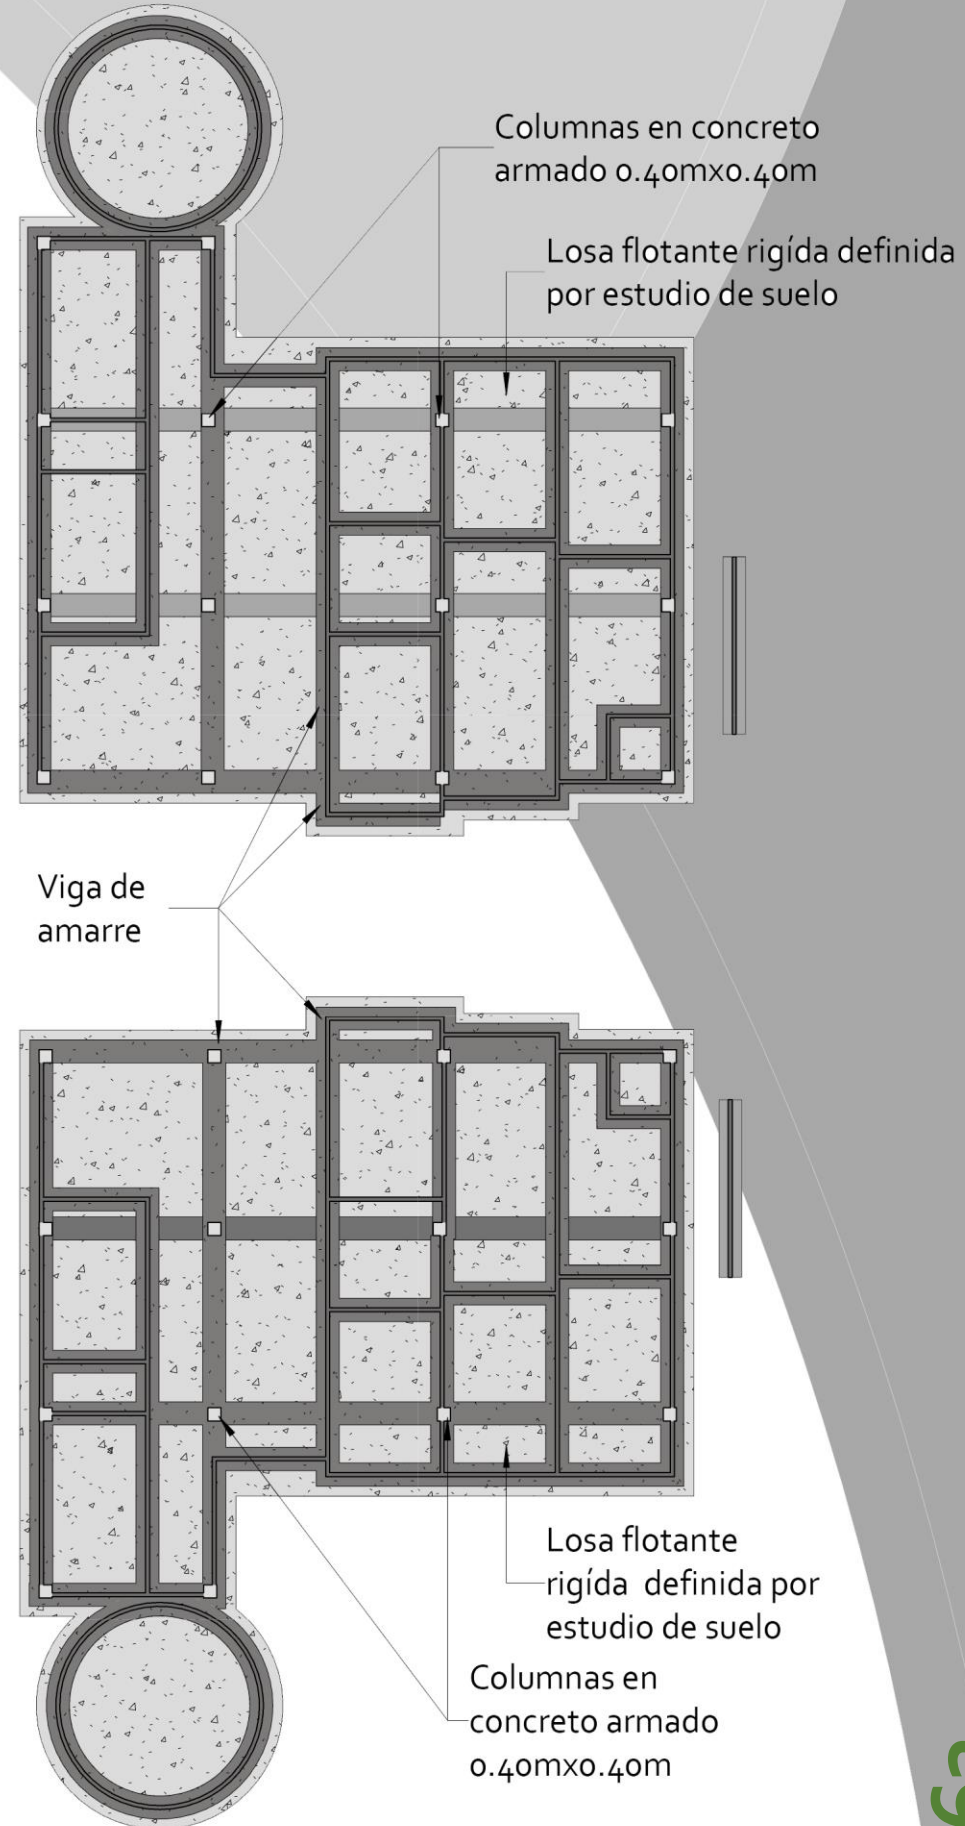 Columnas en concreto
armado 0.40mx0.40m
Losa flotante rigída definida
por estudio de suelo
Viga de
amarre
Losa flotante
rigída definida por
estudio de suelo
Columnas en
concreto armado
0.40mx0.40m